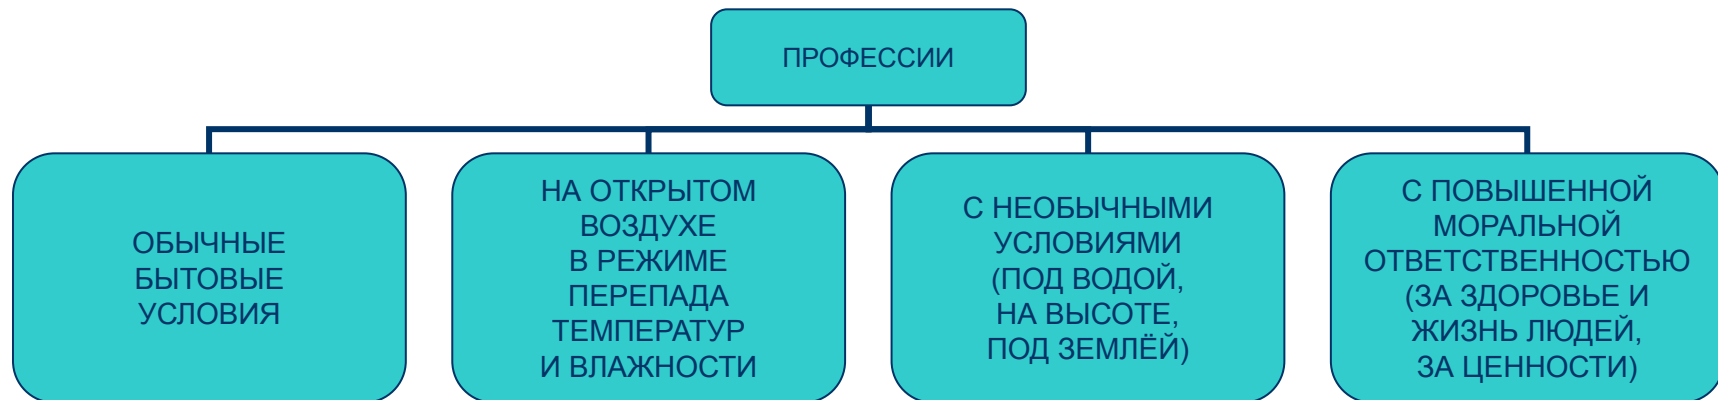 ПРОФЕССИИ
ОБЫЧНЫЕ
БЫТОВЫЕ
УСЛОВИЯ
НА ОТКРЫТОМ
ВОЗДУХЕ
В РЕЖИМЕ
ПЕРЕПАДА
ТЕМПЕРАТУР
И ВЛАЖНОСТИ
С НЕОБЫЧНЫМИ
УСЛОВИЯМИ
(ПОД ВОДОЙ,
НА ВЫСОТЕ,
ПОД ЗЕМЛЁЙ)
С ПОВЫШЕННОЙ
МОРАЛЬНОЙ
ОТВЕТСТВЕННОСТЬЮ
(ЗА ЗДОРОВЬЕ И
ЖИЗНЬ ЛЮДЕЙ,
ЗА ЦЕННОСТИ)